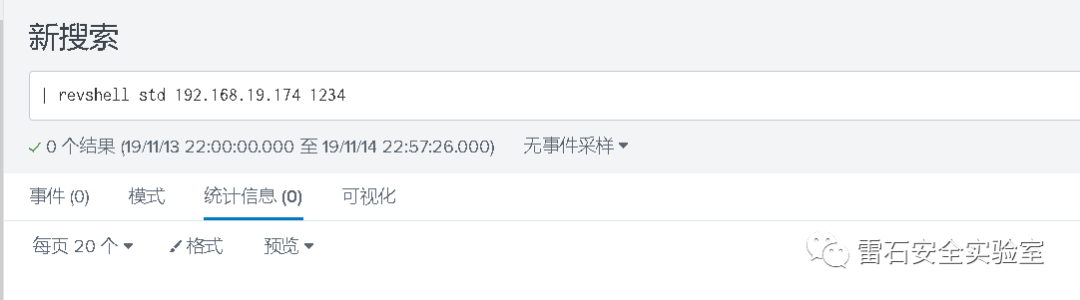 新搜索
| revshell std 192.168.19.174 1234
0 个结果 (19/11/13 22:00:00.000 至 19/11/14 22:57:26.000) 无事件采样
事件 (0) 模式 统计信息 (0) 可视化
每页 20 个 格式 预览
雷石安全实验室